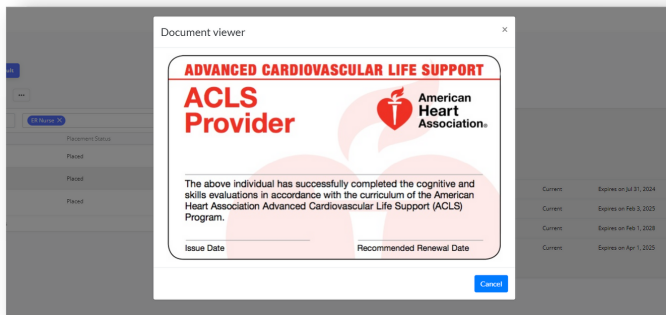 Document viewer
×
ADVANCED CARDIOVASCULAR LIFE SUPPORT
ACLS
Provider
American
Heart
Association®
The above individual has successfully completed the cognitive and
skills evaluations in accordance with the curriculum of the American
Heart Association Advanced Cardiovascular Life Support (ACLS)
Program.
Issue Date Recommended Renewal Date
Cancel
...
ER Nurse X
Placement Status
Placed
Placed
Placed
Current Expires on Jul 31, 2024
Current Expires on Feb 3, 2025
Current Expires on Feb 1, 2028
Current Expires on Apr 1, 2025